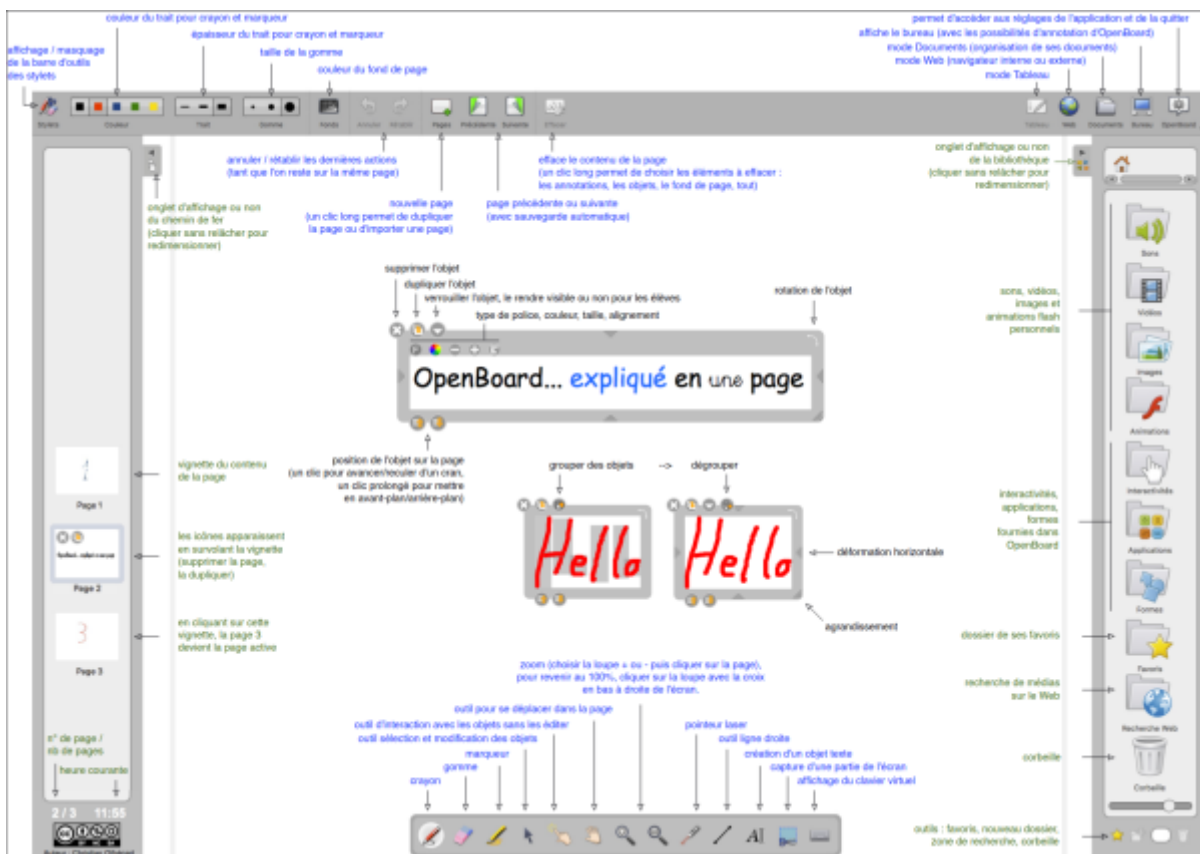 couleur du trait pour crayon et marqueur
épaisseur du trait pour crayon et marqueur
taille de la gomme
couleur du fond de page
affichage / masquage
de la barre d'outils
des stylets
permet d'accéder aux réglages de l'application et de la quitter
affiche le bureau (avec les possibilités d'annotation d'OpenBoard)
mode Documents (organisation de ses documents)
mode Web (navigateur interne ou externe)
mode Tableau
Stylets
Couleur
Trait
Gomme
Fonds
Annuler
Rétablir
Pages
Précédente
Suivante
Effacer
Tableau
Web
Documents
Bureau
OpenBoard
annuler / rétablir les dernières actions
(tant que l'on reste sur la même page)
efface le contenu de la page
(un clic long permet de choisir les éléments à effacer :
les annotations, les objets, le fond de page, tout)
nouvelle page
(un clic long permet de dupliquer
la page ou d'importer une page)
page précédente ou suivante
(avec sauvegarde automatique)
onglet d'affichage ou non
du chemin de fer
(cliquer sans relâcher pour
redimensionner)
onglet d'affichage ou non
de la bibliothèque
(cliquer sans relâcher pour
redimensionner)
supprimer l'objet
dupliquer l'objet
verrouiller l'objet, le rendre visible ou non pour les élèves
type de police, couleur, taille, alignement
rotation de l'objet
OpenBoard... expliqué en une page
position de l'objet sur la page
(un clic pour avancer/reculer d'un cran,
un clic prolongé pour mettre
en avant-plan/arrière-plan)
grouper des objets --> dégrouper
Hello
Hello
déformation horizontale
agrandissement
1
Page 1
vignette du contenu
de la page
Page 2
les icônes apparaissent
en survolant la vignette
(supprimer la page,
la dupliquer)
3
Page 3
en cliquant sur cette
vignette, la page 3
devient la page active
n° de page /
nb de pages
heure courante
2 / 3 11:55
sons, vidéos,
images et
animations flash
personnels
interactivités,
applications,
formes
fournies dans
OpenBoard
dossier de ses favoris
recherche de médias
sur le Web
corbeille
outils : favoris, nouveau dossier,
zone de recherche, corbeille
Sons
Vidéos
Images
Animations
Interactivités
Applications
Formes
Favoris
Recherche Web
Corbeille
zoom (choisir la loupe + ou - puis cliquer sur la page),
pour revenir au 100%, cliquer sur la loupe avec la croix
en bas à droite de l'écran.
outil pour se déplacer dans la page
outil d'interaction avec les objets sans les éditer
outil sélection et modification des objets
marqueur
gomme
crayon
pointeur laser
outil ligne droite
création d'un objet texte
capture d'une partie de l'écran
affichage du clavier virtuel